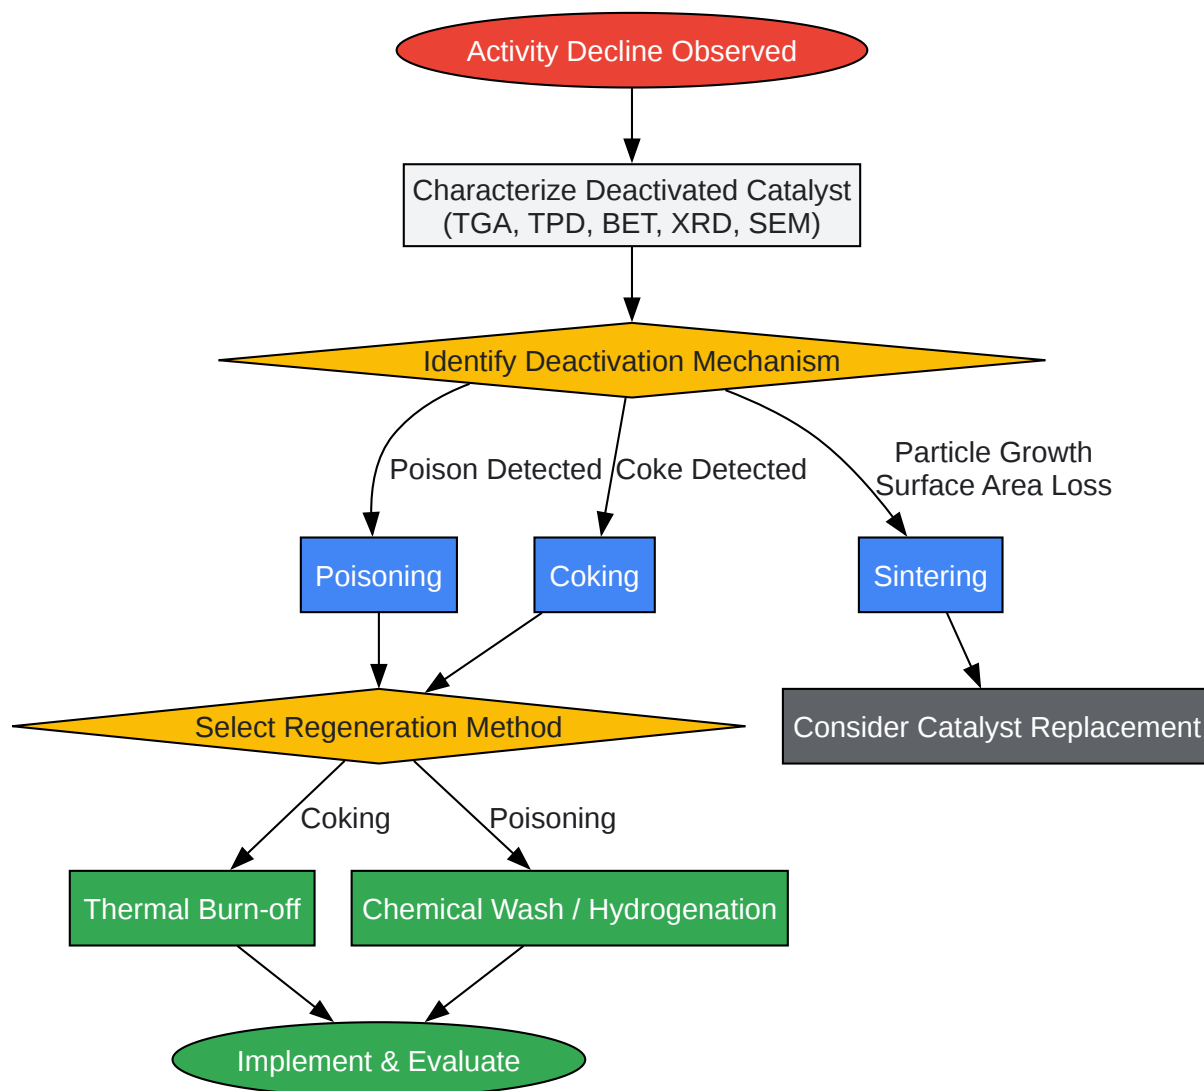 Activity Decline Observed
Characterize Deactivated Catalyst
(TGA, TPD, BET, XRD, SEM)
Identify Deactivation Mechanism
Poison Detected
Coke Detected
Particle Growth
Surface Area Loss
Poisoning
Coking
Sintering
Select Regeneration Method
Consider Catalyst Replacement
Coking
Poisoning
Thermal Burn-off
Chemical Wash / Hydrogenation
Implement & Evaluate